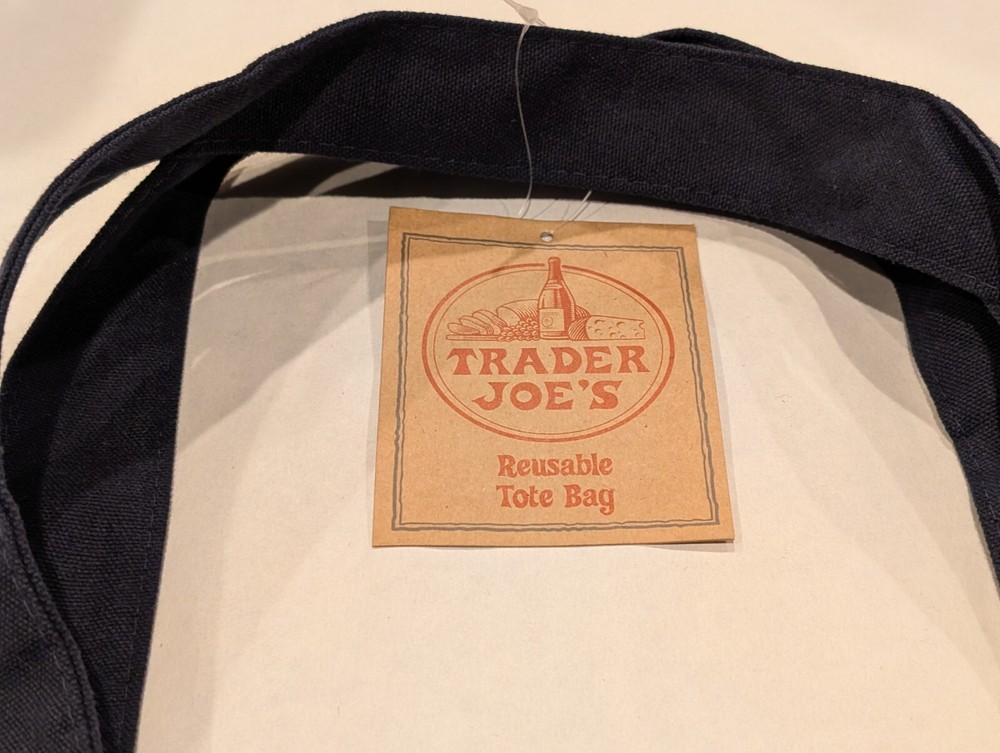 TRADER
JOE'S
Reusable
Tote Bag